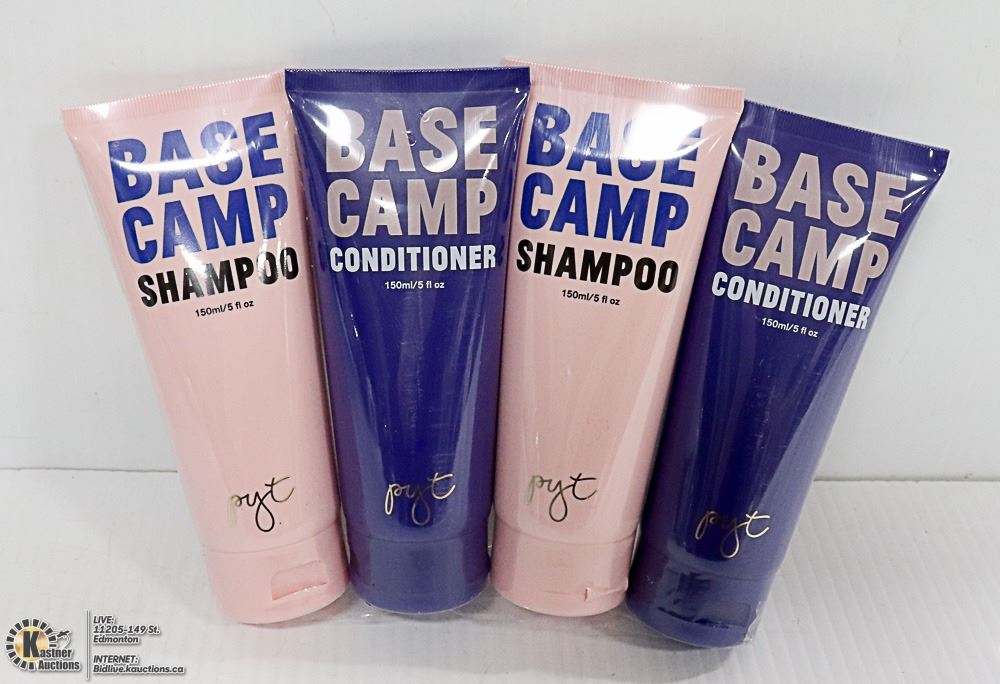 BASE
CAMP
SHAMPOO
150ml/5 fl oz
pyt
BASE
CAMP
CONDITIONER
150ml/5 fl oz
pyt
BASE
CAMP
SHAMPOO
150ml/5 fl oz
pyt
BASE
CAMP
CONDITIONER
150ml/5 fl oz
pyt
Kastner
Auctions
LIVE:
11205-149 St.
Edmonton
INTERNET:
Bidlive.kauctions.ca